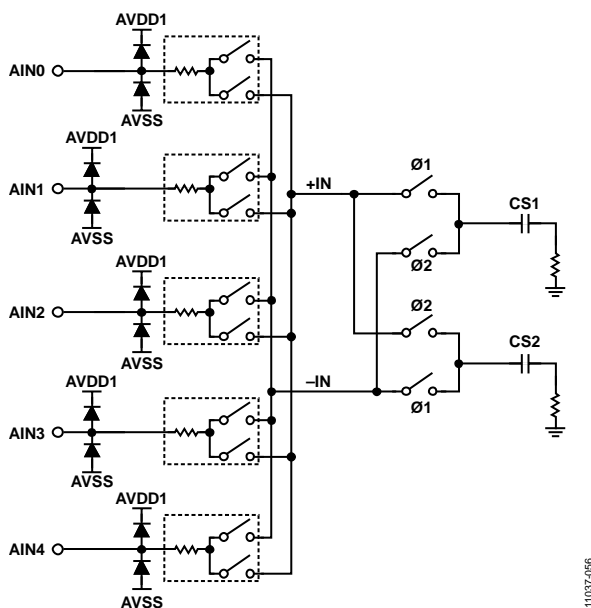 AVDD1
AIN0
AVSS
AVDD1
AIN1
AVSS
+IN
Ø1
CS1
Ø2
AVDD1
AIN2
AVSS
Ø2
CS2
AVDD1
–IN
Ø1
AIN3
AVSS
AVDD1
AIN4
AVSS
11037-056